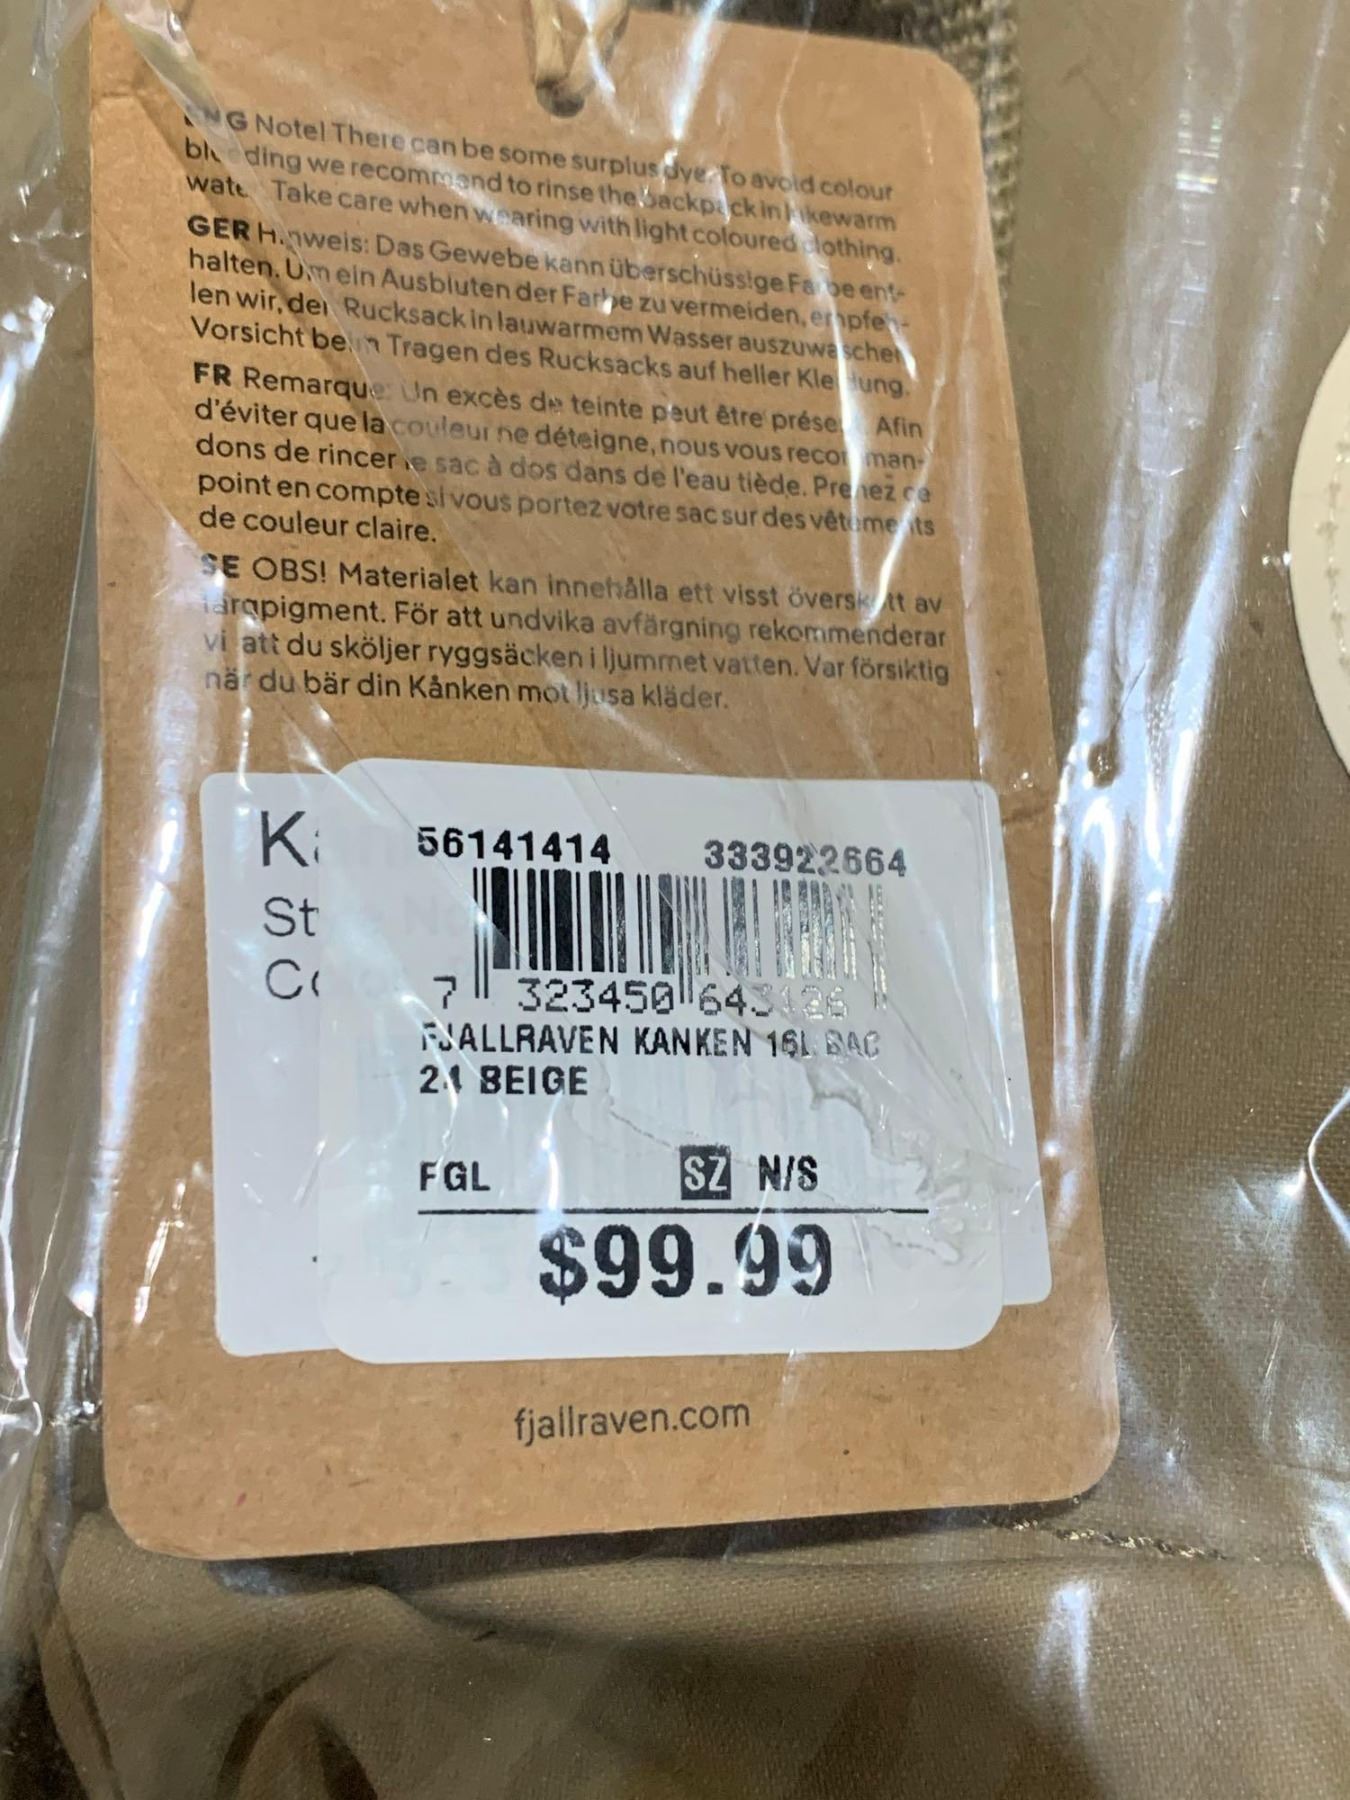 ENG Note! There can be some surplus dye. To avoid colour
bleeding we recommend to rinse the backpack in lukewarm
water. Take care when wearing with light coloured clothing.
GER Hinweis: Das Gewebe kann überschüssige Farbe ent-
halten. Um ein Ausbluten der Farbe zu vermeiden, empfeh-
len wir, den Rucksack in lauwarmem Wasser auszuwaschen
Vorsicht beim Tragen des Rucksacks auf heller Kleidung.
FR Remarque: Un excès de teinte peut être présent. Afin
d'éviter que la couleur ne déteigne, nous vous recomman-
dons de rincer le sac à dos dans de l'eau tiède. Prenez ce
point en compte si vous portez votre sac sur des vêtements
de couleur claire.
SE OBS! Materialet kan innehålla ett visst överskott av
färgpigment. För att undvika avfärgning rekommenderar
vi att du sköljer ryggsäcken i ljummet vatten. Var försiktig
när du bär din Kånken mot ljusa kläder.
56141414 333922664
7 323450 643126
FJALLRAVEN KANKEN 16L BAC
24 BEIGE
FGL SZ N/S
$99.99
fjallraven.com